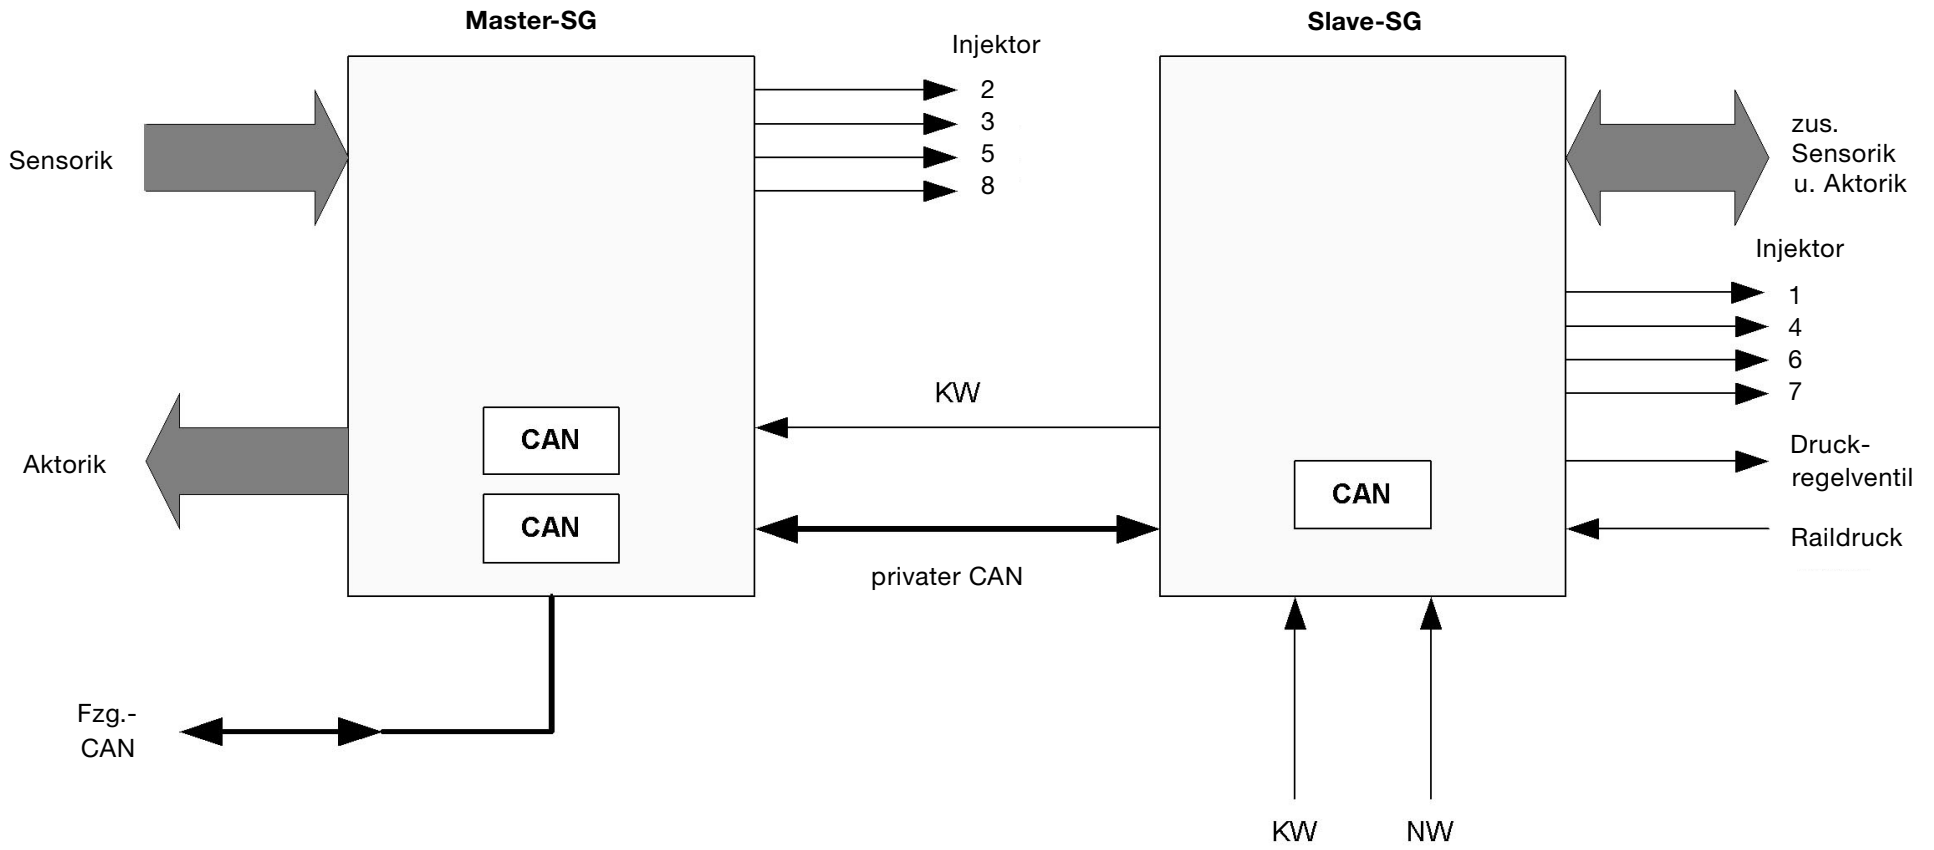 Master-SG
Slave-SG
Injektor
2
3
5
8
Sensorik
zus.
Sensorik
u. Aktorik
Injektor
1
4
6
7
KW
Aktorik
CAN
CAN
CAN
Druck-
regelventil
Raildruck
privater CAN
Fzg.-
CAN
KW
NW